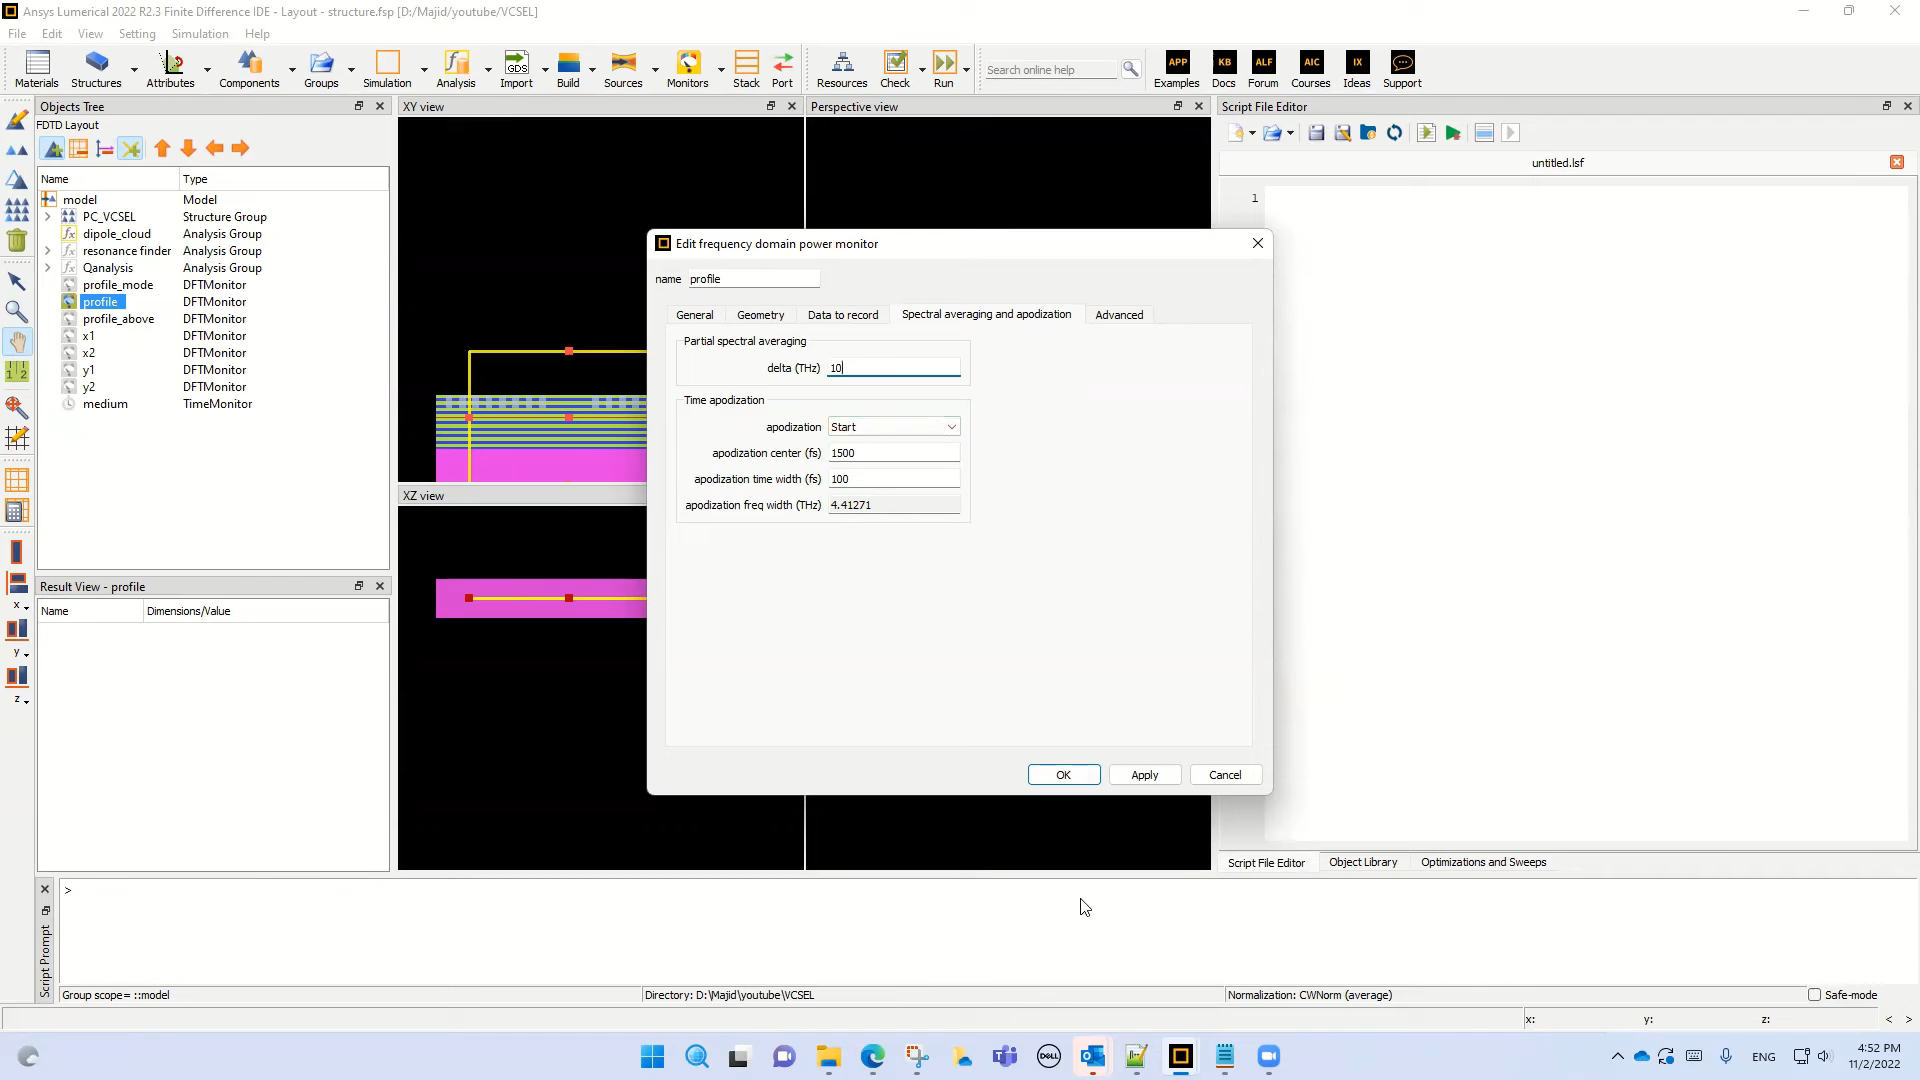 Ansys Lumerical 2022 R2.3 Finite Difference IDE - Layout - structure.fsp [D:/Majid/youtube/VCSEL]
File Edit View Setting Simulation Help
GDS APP KB ALF AIC IX
Materials Structures Attributes Components Groups Simulation Analysis Import Build Sources Monitors Stack Port Resources Check Run Search online help Examples Docs Forum Courses Ideas Support
Objects Tree
FDTD Layout
Name Type
model Model
PC_VCSEL Structure Group
dipole_cloud Analysis Group
resonance finder Analysis Group
Qanalysis Analysis Group
profile_mode DFTMonitor
profile DFTMonitor
profile_above DFTMonitor
x1 DFTMonitor
x2 DFTMonitor
y1 DFTMonitor
y2 DFTMonitor
medium TimeMonitor
Result View - profile
Name Dimensions/Value
x
y
z
XY view
Perspective view
XZ view
Edit frequency domain power monitor
name profile
General Geometry Data to record Spectral averaging and apodization Advanced
Partial spectral averaging
delta (THz) 10
Time apodization
apodization Start
apodization center (fs) 1500
apodization time width (fs) 100
apodization freq width (THz) 4.41271
OK Apply Cancel
Script File Editor
untitled.lsf
1
Script File Editor Object Library Optimizations and Sweeps
>
Script Prompt
Group scope= ::model Directory: D:\Majid\youtube\VCSEL Normalization: CWNorm (average) Safe-mode
x: y: z: < >
DELL
ENG
4:52 PM
11/2/2022